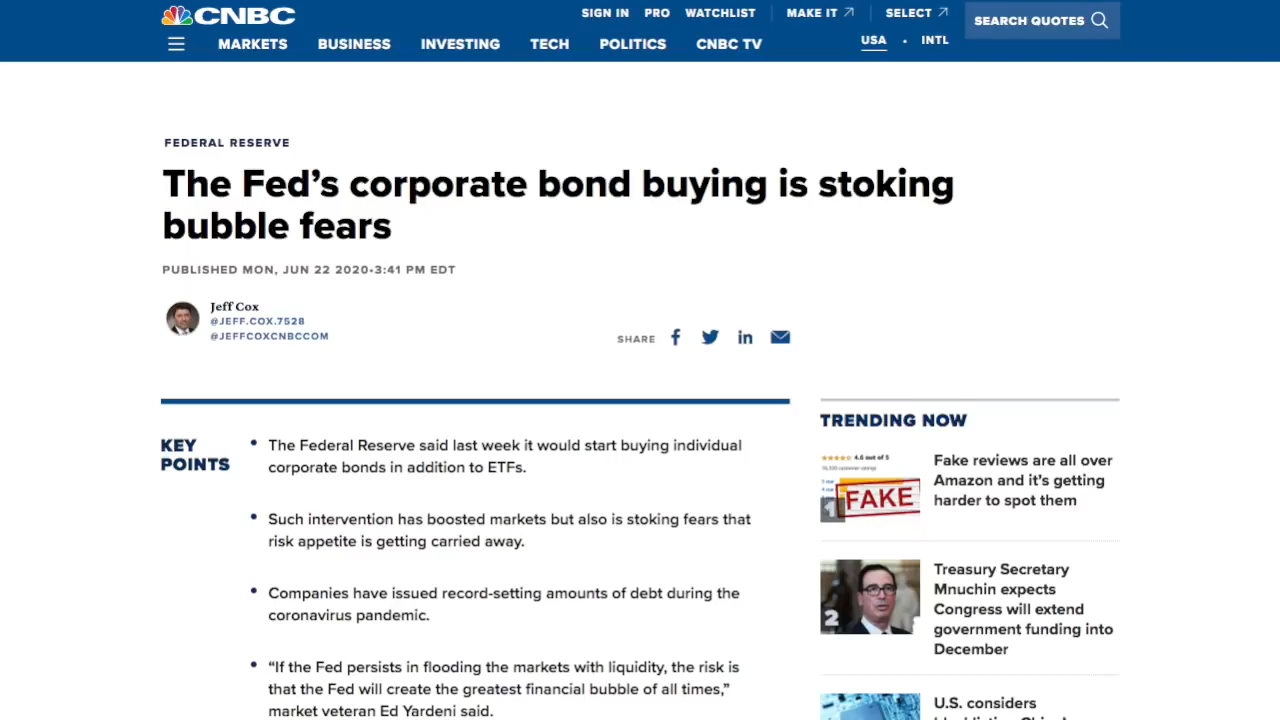 CNBC
SIGN IN
PRO
WATCHLIST
MAKE IT
SELECT
SEARCH QUOTES
MARKETS
BUSINESS
INVESTING
TECH
POLITICS
CNBC TV
USA
•
INTL
FEDERAL RESERVE
The Fed's corporate bond buying is stoking
bubble fears
PUBLISHED MON, JUN 22 2020•3:41 PM EDT
Jeff Cox
@JEFF.COX.7528
@JEFFCOXCNBCCOM
SHARE
KEY
POINTS
• The Federal Reserve said last week it would start buying individual
corporate bonds in addition to ETFs.
• Such intervention has boosted markets but also is stoking fears that
risk appetite is getting carried away.
• Companies have issued record-setting amounts of debt during the
coronavirus pandemic.
• “If the Fed persists in flooding the markets with liquidity, the risk is
that the Fed will create the greatest financial bubble of all times,”
market veteran Ed Yardeni said.
TRENDING NOW
4.6 out of 5
FAKE
1
Fake reviews are all over
Amazon and it's getting
harder to spot them
2
Treasury Secretary
Mnuchin expects
Congress will extend
government funding into
December
U.S. considers